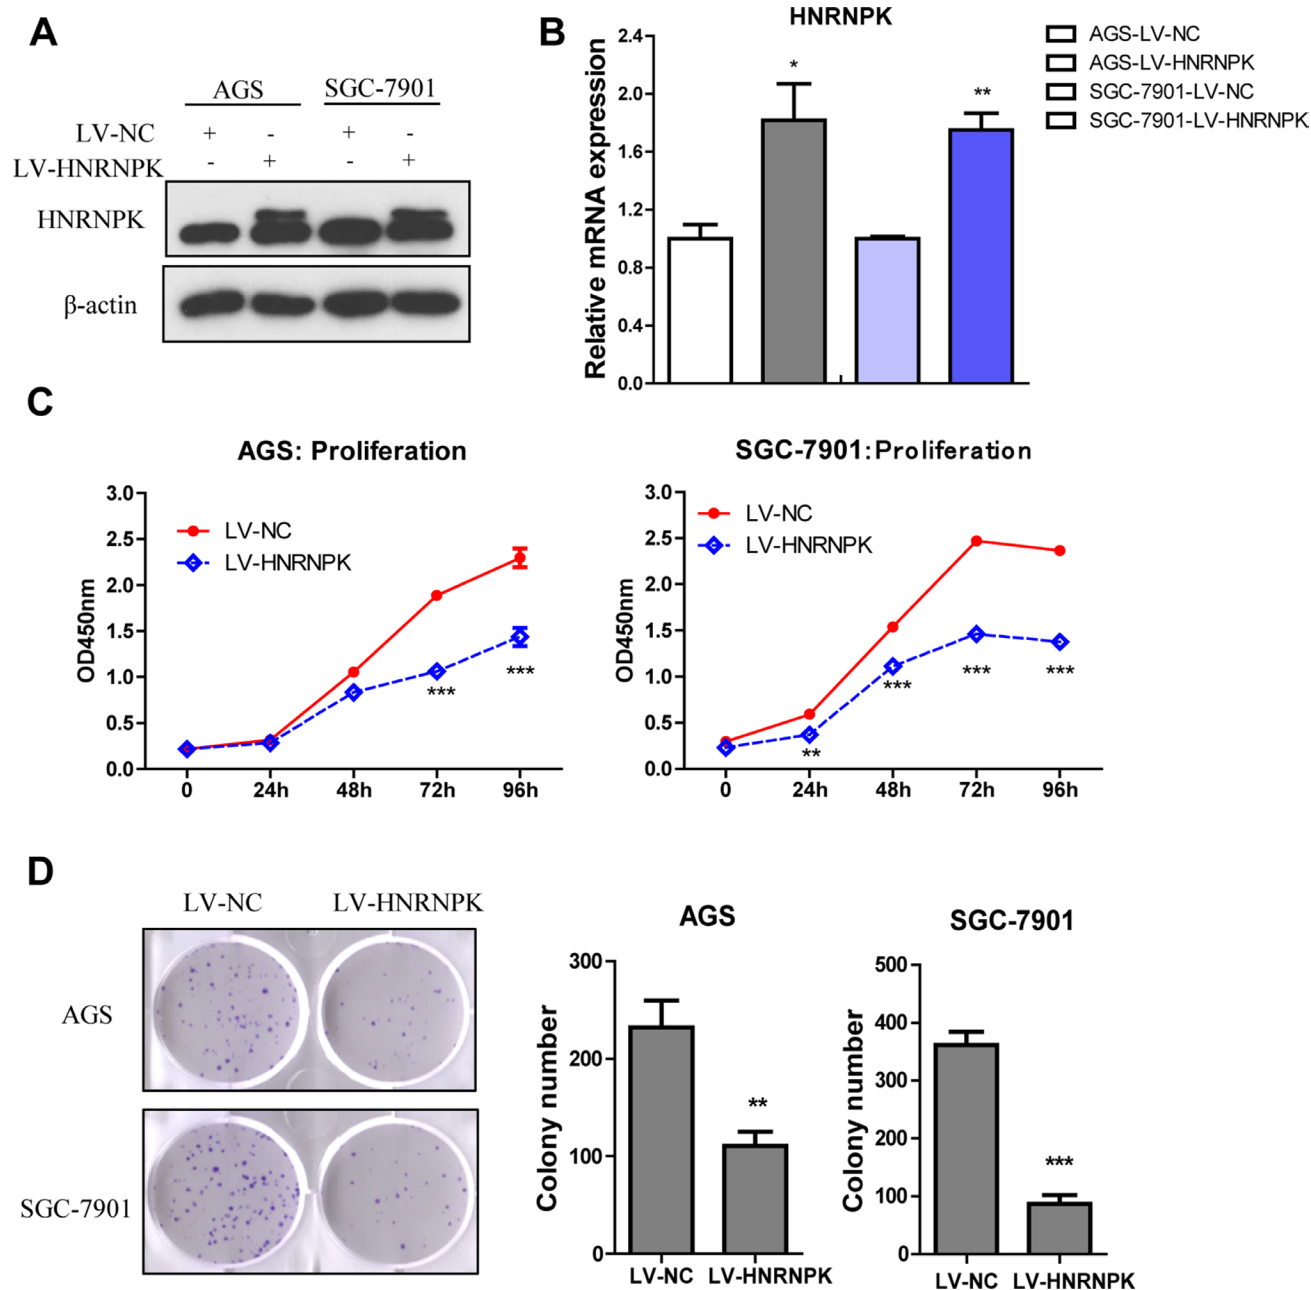 A
AGS SGC-7901
LV-NC + - + -
LV-HNRNPK - + - +
HNRNPK
β-actin
B
HNRNPK
Relative mRNA expression
2.4
2.0
1.6
1.2
0.8
0.4
0.0
*
**
AGS-LV-NC
AGS-LV-HNRNPK
SGC-7901-LV-NC
SGC-7901-LV-HNRNPK
C
AGS: Proliferation
OD450nm
3.0
2.5
2.0
1.5
1.0
0.5
0.0
LV-NC
LV-HNRNPK
*** ***
0 24h 48h 72h 96h
SGC-7901:Proliferation
OD450nm
3.0
2.5
2.0
1.5
1.0
0.5
0.0
LV-NC
LV-HNRNPK
** *** *** ***
0 24h 48h 72h 96h
D
LV-NC LV-HNRNPK
AGS
SGC-7901
AGS
Colony number
300
200
100
0
**
LV-NC LV-HNRNPK
SGC-7901
Colony number
500
400
300
200
100
0
***
LV-NC LV-HNRNPK